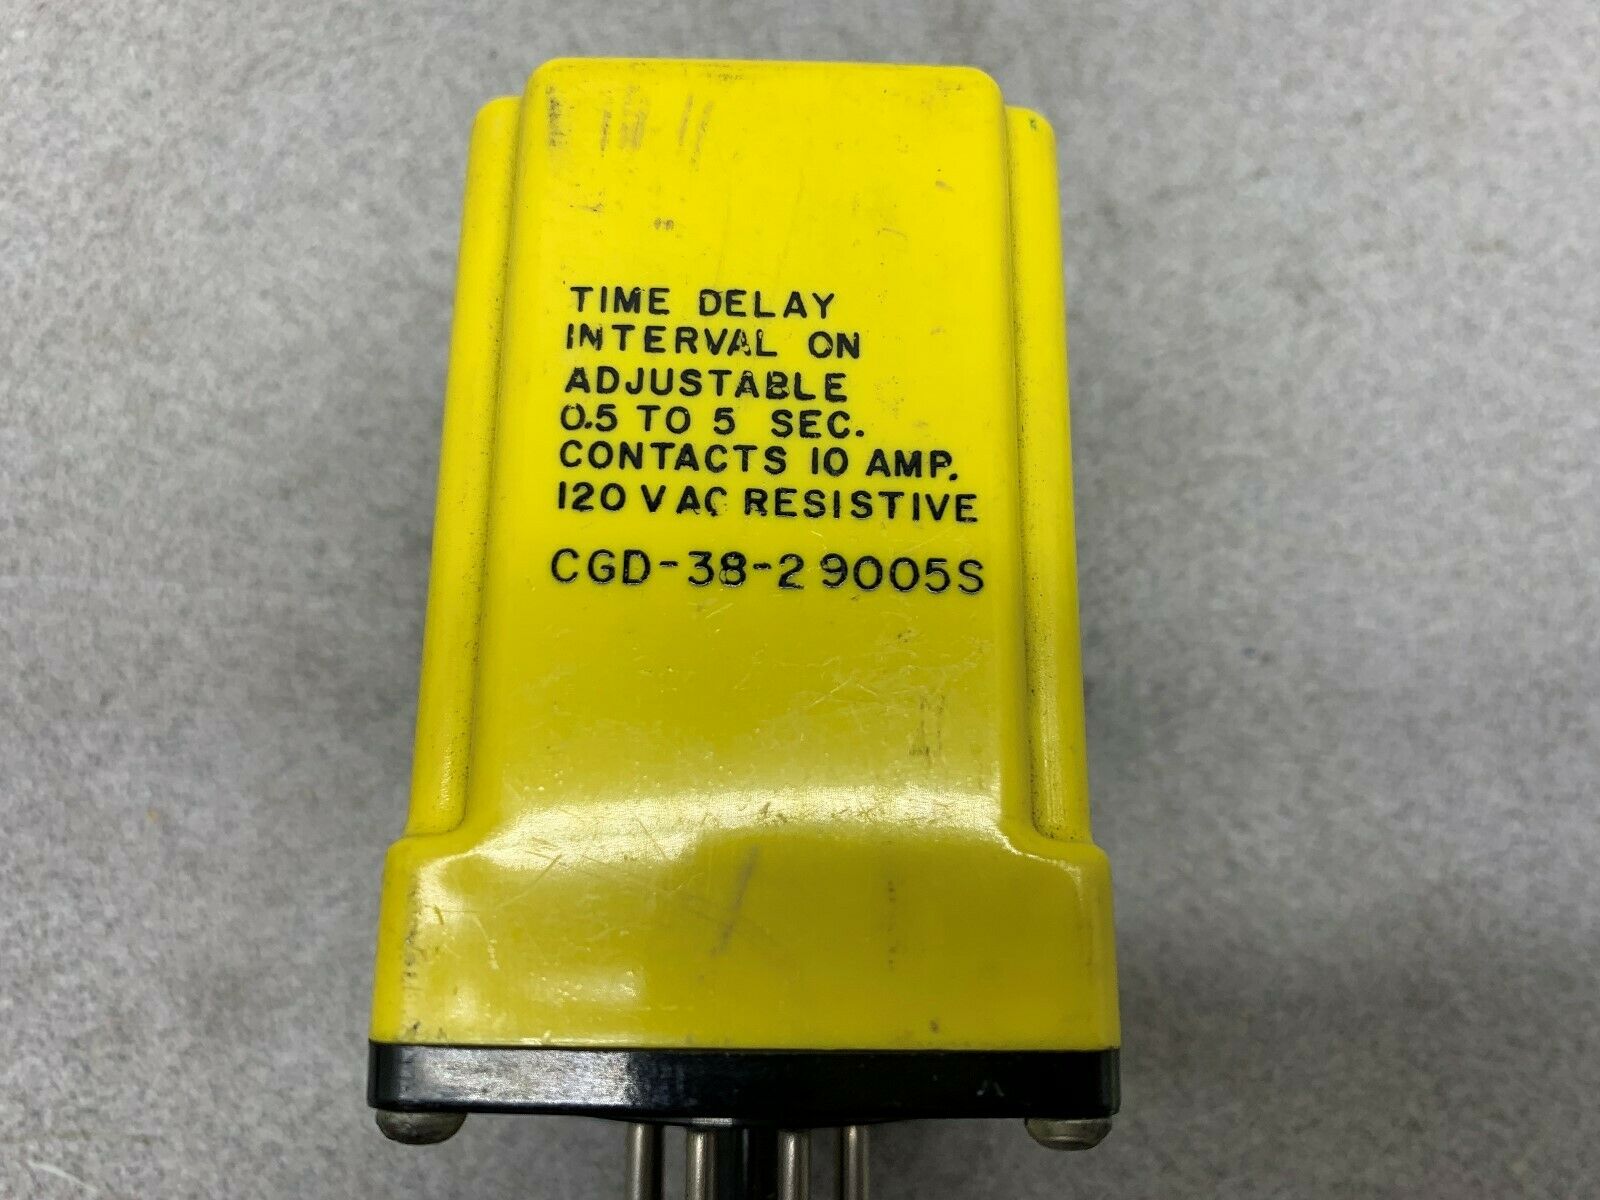 TIME DELAY
INTERVAL ON
ADJUSTABLE
0.5 TO 5 SEC.
CONTACTS 10 AMP.
120 V AC RESISTIVE
CGD-38-2 9005S